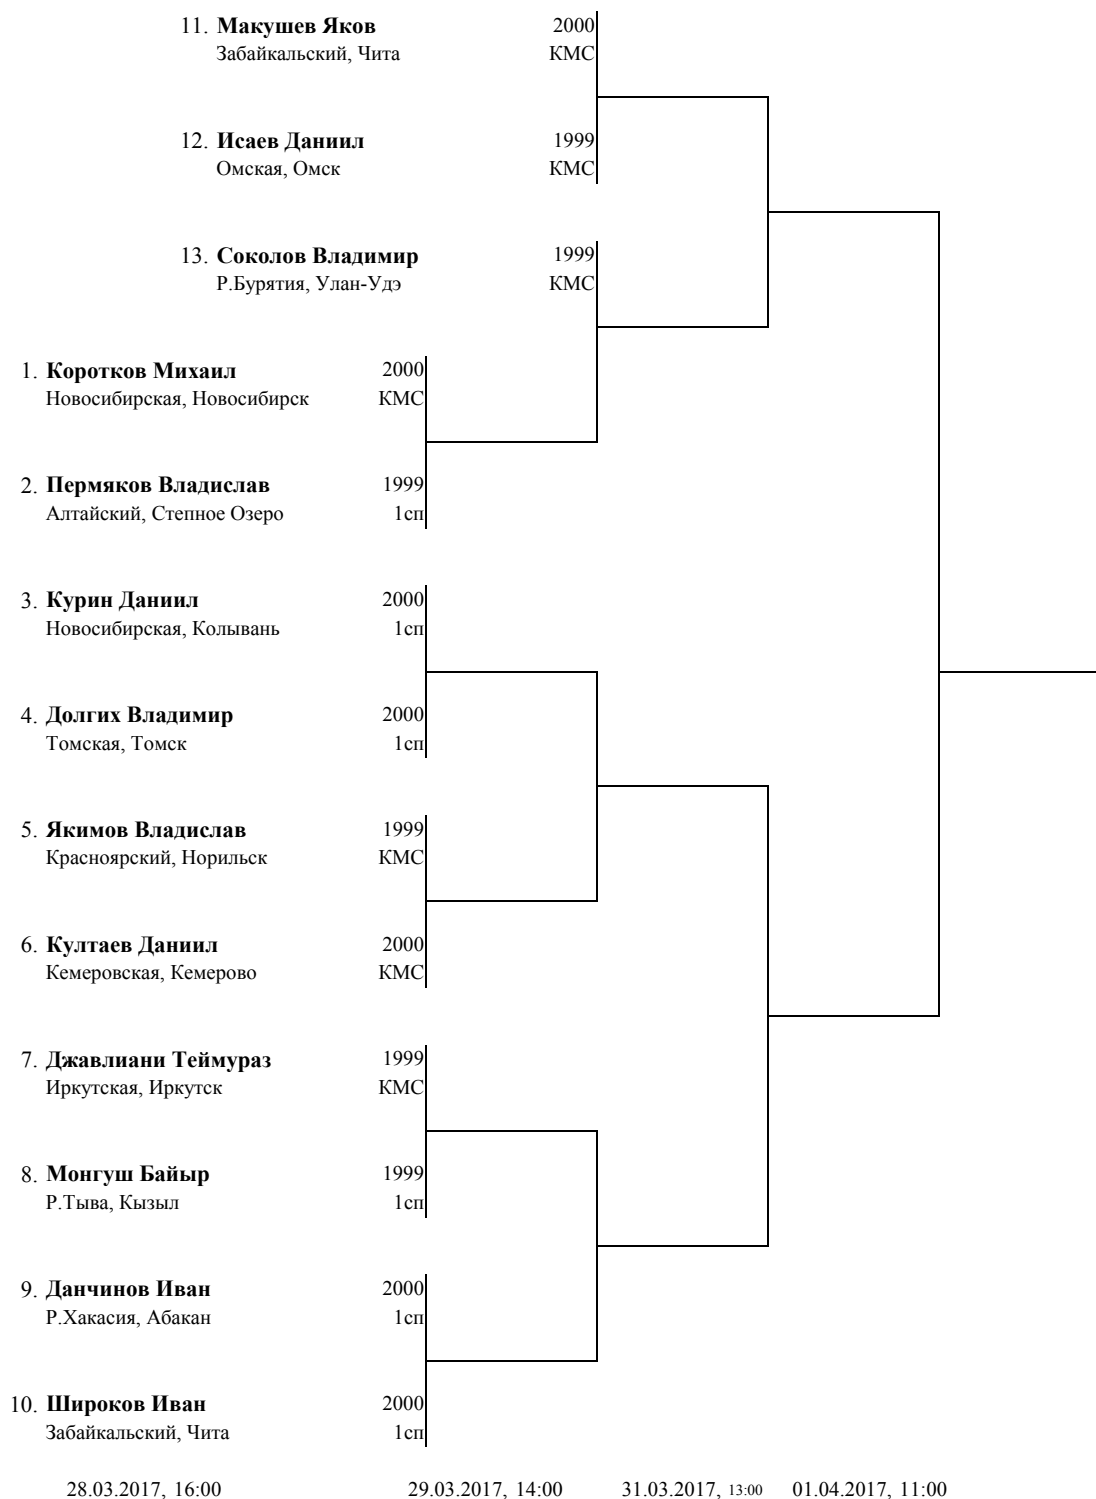 11. Макушев Яков 2000
Забайкальский, Чита КМС
12. Исаев Даниил 1999
Омская, Омск КМС
13. Соколов Владимир 1999
Р.Бурятия, Улан-Удэ КМС
1. Коротков Михаил 2000
Новосибирская, Новосибирск КМС
2. Пермяков Владислав 1999
Алтайский, Степное Озеро 1сп
3. Курин Даниил 2000
Новосибирская, Колывань 1сп
4. Долгих Владимир 2000
Томская, Томск 1сп
5. Якимов Владислав 1999
Красноярский, Норильск КМС
6. Култаев Даниил 2000
Кемеровская, Кемерово КМС
7. Джавлиани Теймураз 1999
Иркутская, Иркутск КМС
8. Монгуш Байыр 1999
Р.Тыва, Кызыл 1сп
9. Данчинов Иван 2000
Р.Хакасия, Абакан 1сп
10. Широков Иван 2000
Забайкальский, Чита 1сп
28.03.2017, 16:00 29.03.2017, 14:00 31.03.2017, 13:00 01.04.2017, 11:00